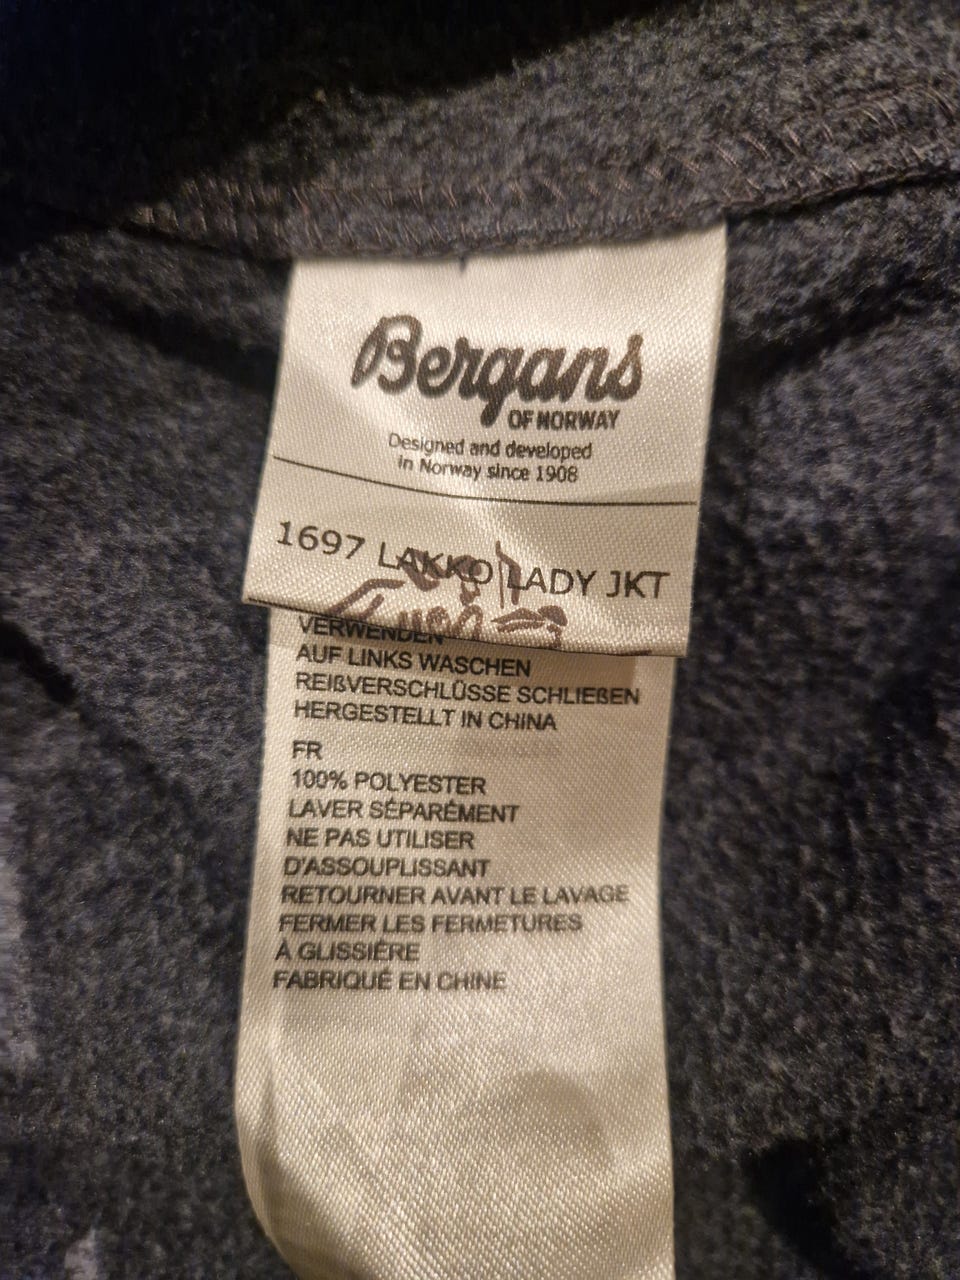 Bergans
OF NORWAY
Designed and developed
in Norway since 1908
1697 LAKKO LADY JKT
VERWENDEN
AUF LINKS WASCHEN
REIßVERSCHLÜSSE SCHLIEßEN
HERGESTELLT IN CHINA
FR
100% POLYESTER
LAVER SÉPARÉMENT
NE PAS UTILISER
D'ASSOUPLISSANT
RETOURNER AVANT LE LAVAGE
FERMER LES FERMETURES
À GLISSIÈRE
FABRIQUÉ EN CHINE